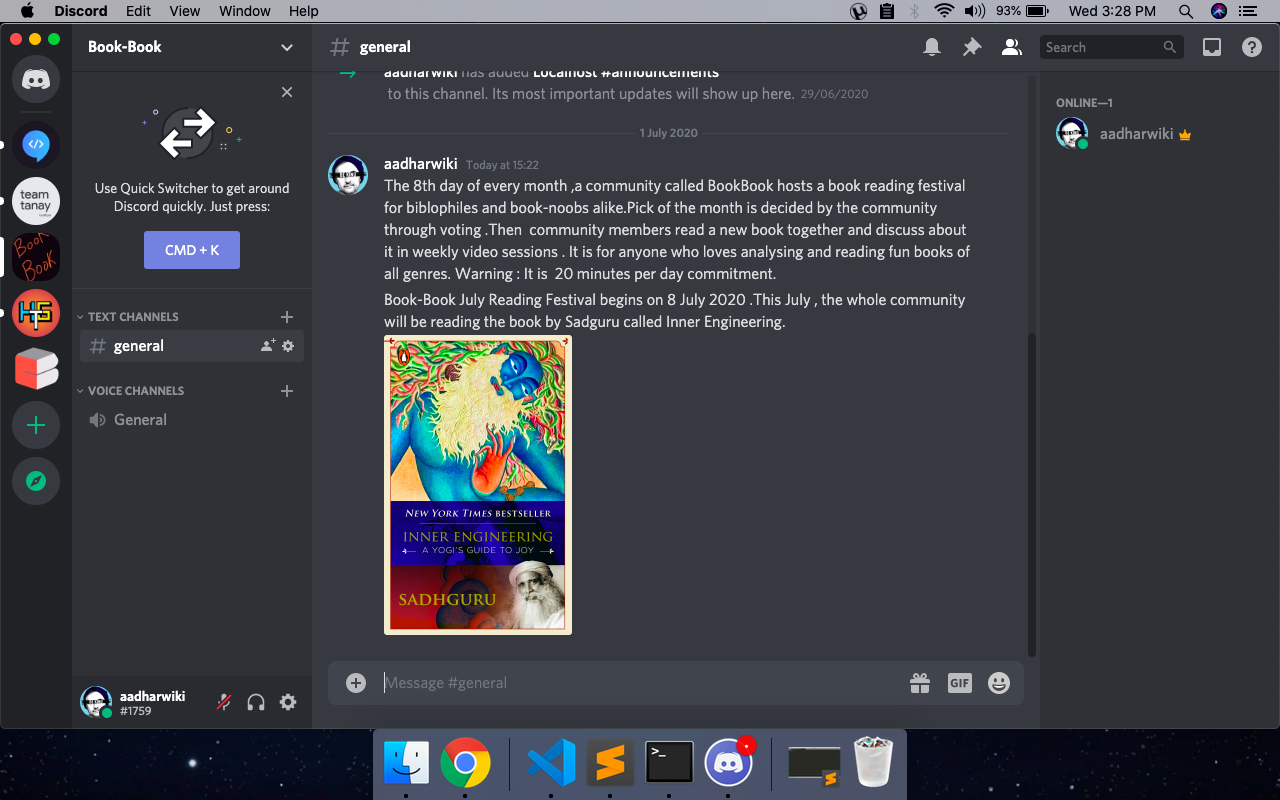 Discord Edit View Window Help 93% Wed 3:28 PM
Book-Book
# general
Search
team
tanay
Book
Book
HTS
Use Quick Switcher to get around
Discord quickly. Just press:
CMD + K
TEXT CHANNELS
# general
VOICE CHANNELS
General
aadharwiki
#1759
aadharwiki has added Localhost #announcements
to this channel. Its most important updates will show up here. 29/06/2020
1 July 2020
aadharwiki Today at 15:22
The 8th day of every month ,a community called BookBook hosts a book reading festival
for biblophiles and book-noobs alike.Pick of the month is decided by the community
through voting .Then community members read a new book together and discuss about
it in weekly video sessions . It is for anyone who loves analysing and reading fun books of
all genres. Warning : It is 20 minutes per day commitment.
Book-Book July Reading Festival begins on 8 July 2020 .This July , the whole community
will be reading the book by Sadguru called Inner Engineering.
NEW YORK TIMES BESTSELLER
INNER ENGINEERING
A YOGI'S GUIDE TO JOY
SADHGURU
Message #general
GIF
ONLINE—1
aadharwiki